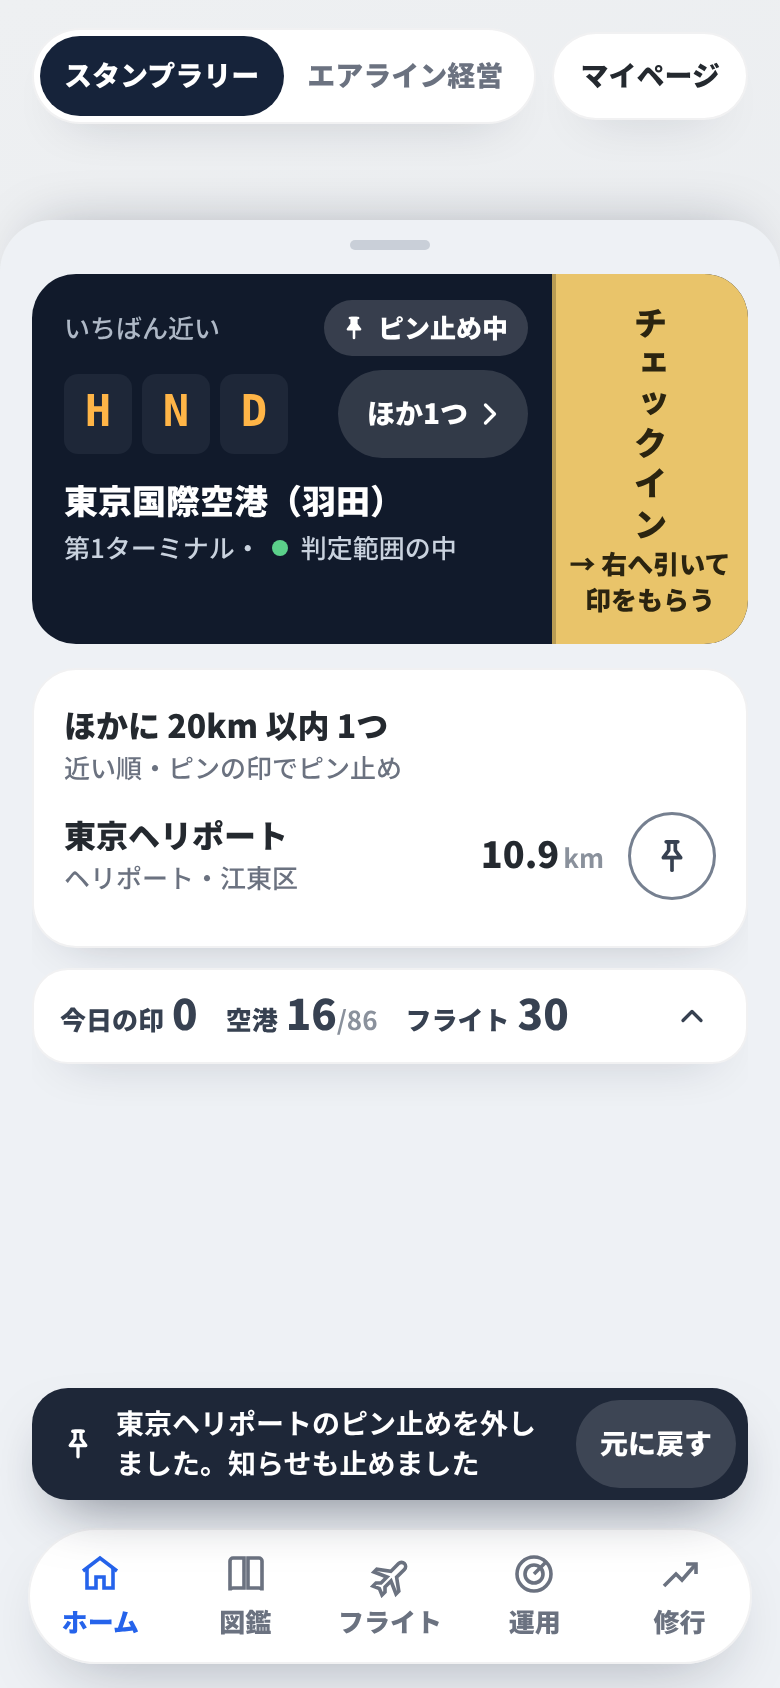 スタンプラリー
エアライン経営
マイページ
いちばん近い
ピン止め中
HND
ほか1つ
東京国際空港（羽田）
第1ターミナル・ 判定範囲の中
チェックイン
→ 右へ引いて
印をもらう
ほかに 20km 以内 1つ
近い順・ピンの印でピン止め
東京ヘリポート
ヘリポート・江東区
10.9 km
今日の印 0 空港 16/86 フライト 30
東京ヘリポートのピン止めを外し
ました。知らせも止めました
元に戻す
ホーム
図鑑
フライト
運用
修行